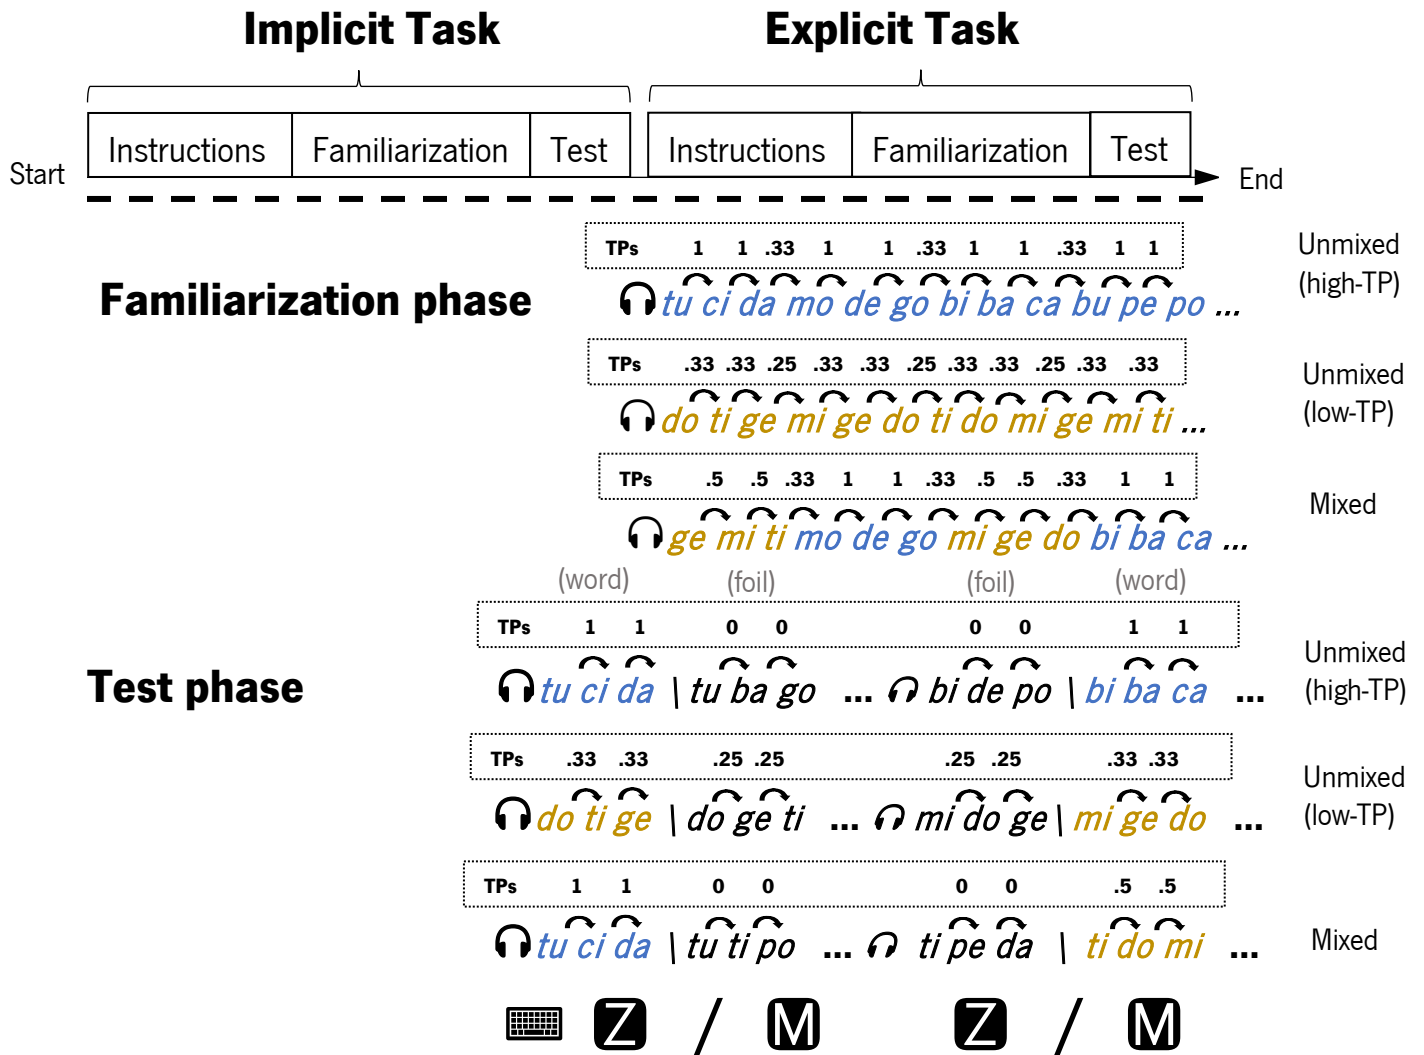 Implicit Task Explicit Task
Instructions Familiarization Test Instructions Familiarization Test
Start End
TPs 1 1 .33 1 1 .33 1 1 .33 1 1
Unmixed
(high-TP)
Familiarization phase
tu ci da mo de go bi ba ca bu pe po ...
TPs .33 .33 .25 .33 .33 .25 .33 .33 .25 .33 .33
Unmixed
(low-TP)
do ti ge mi ge do ti do mi ge mi ti ...
TPs .5 .5 .33 1 1 .33 .5 .5 .33 1 1
Mixed
ge mi ti mo de go mi ge do bi ba ca ...
(word) (foil) (foil) (word)
TPs 1 1 0 0 0 0 1 1
Unmixed
(high-TP)
Test phase
tu ci da \ tu ba go ... bi de po \ bi ba ca ...
TPs .33 .33 .25 .25 .25 .25 .33 .33
Unmixed
(low-TP)
do ti ge \ do ge ti ... mi do ge \ mi ge do ...
TPs 1 1 0 0 0 0 .5 .5
tu ci da \ tu ti po ... ti pe da \ ti do mi ...
Mixed
Z / M Z / M